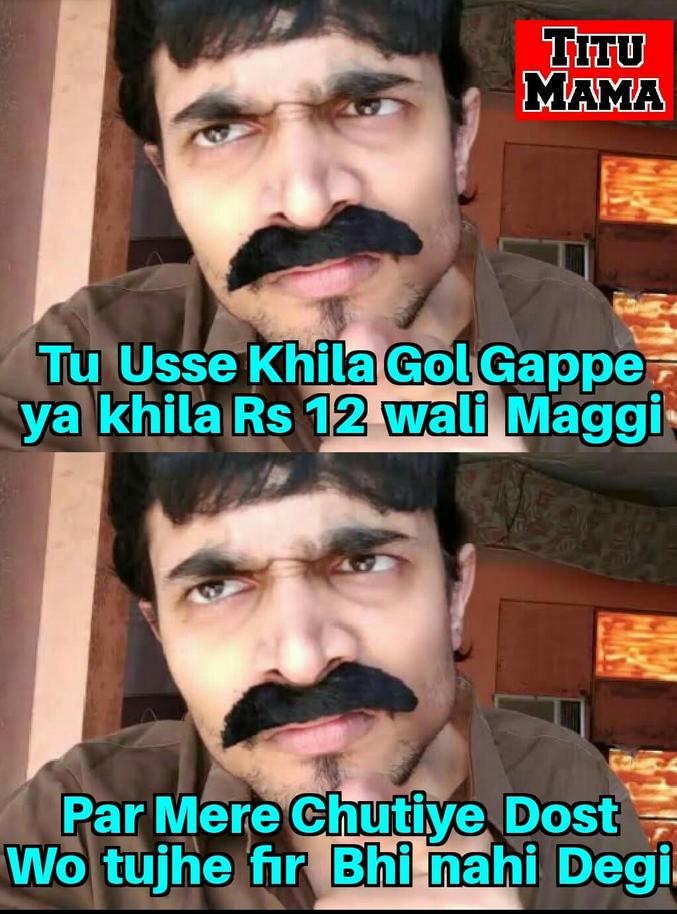 TITU
MAMA
Tu Usse Khila Gol Gappe
ya khila Rs 12 wali Maggi
Par Mere Chutiye Dost
Wo tujhe fir Bhi nahi Degi